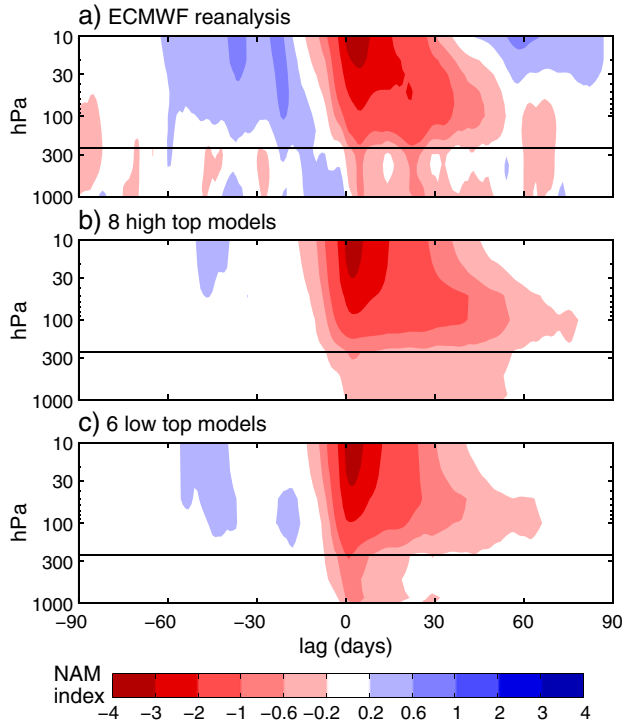 a) ECMWF reanalysis
10
30
100
300
1000
hPa
b) 8 high top models
10
30
100
300
1000
hPa
c) 6 low top models
10
30
100
300
1000
hPa
−90 −60 −30 0 30 60 90
lag (days)
NAM index
−4 −3 −2 −1 −0.6 −0.2 0.2 0.6 1 2 3 4